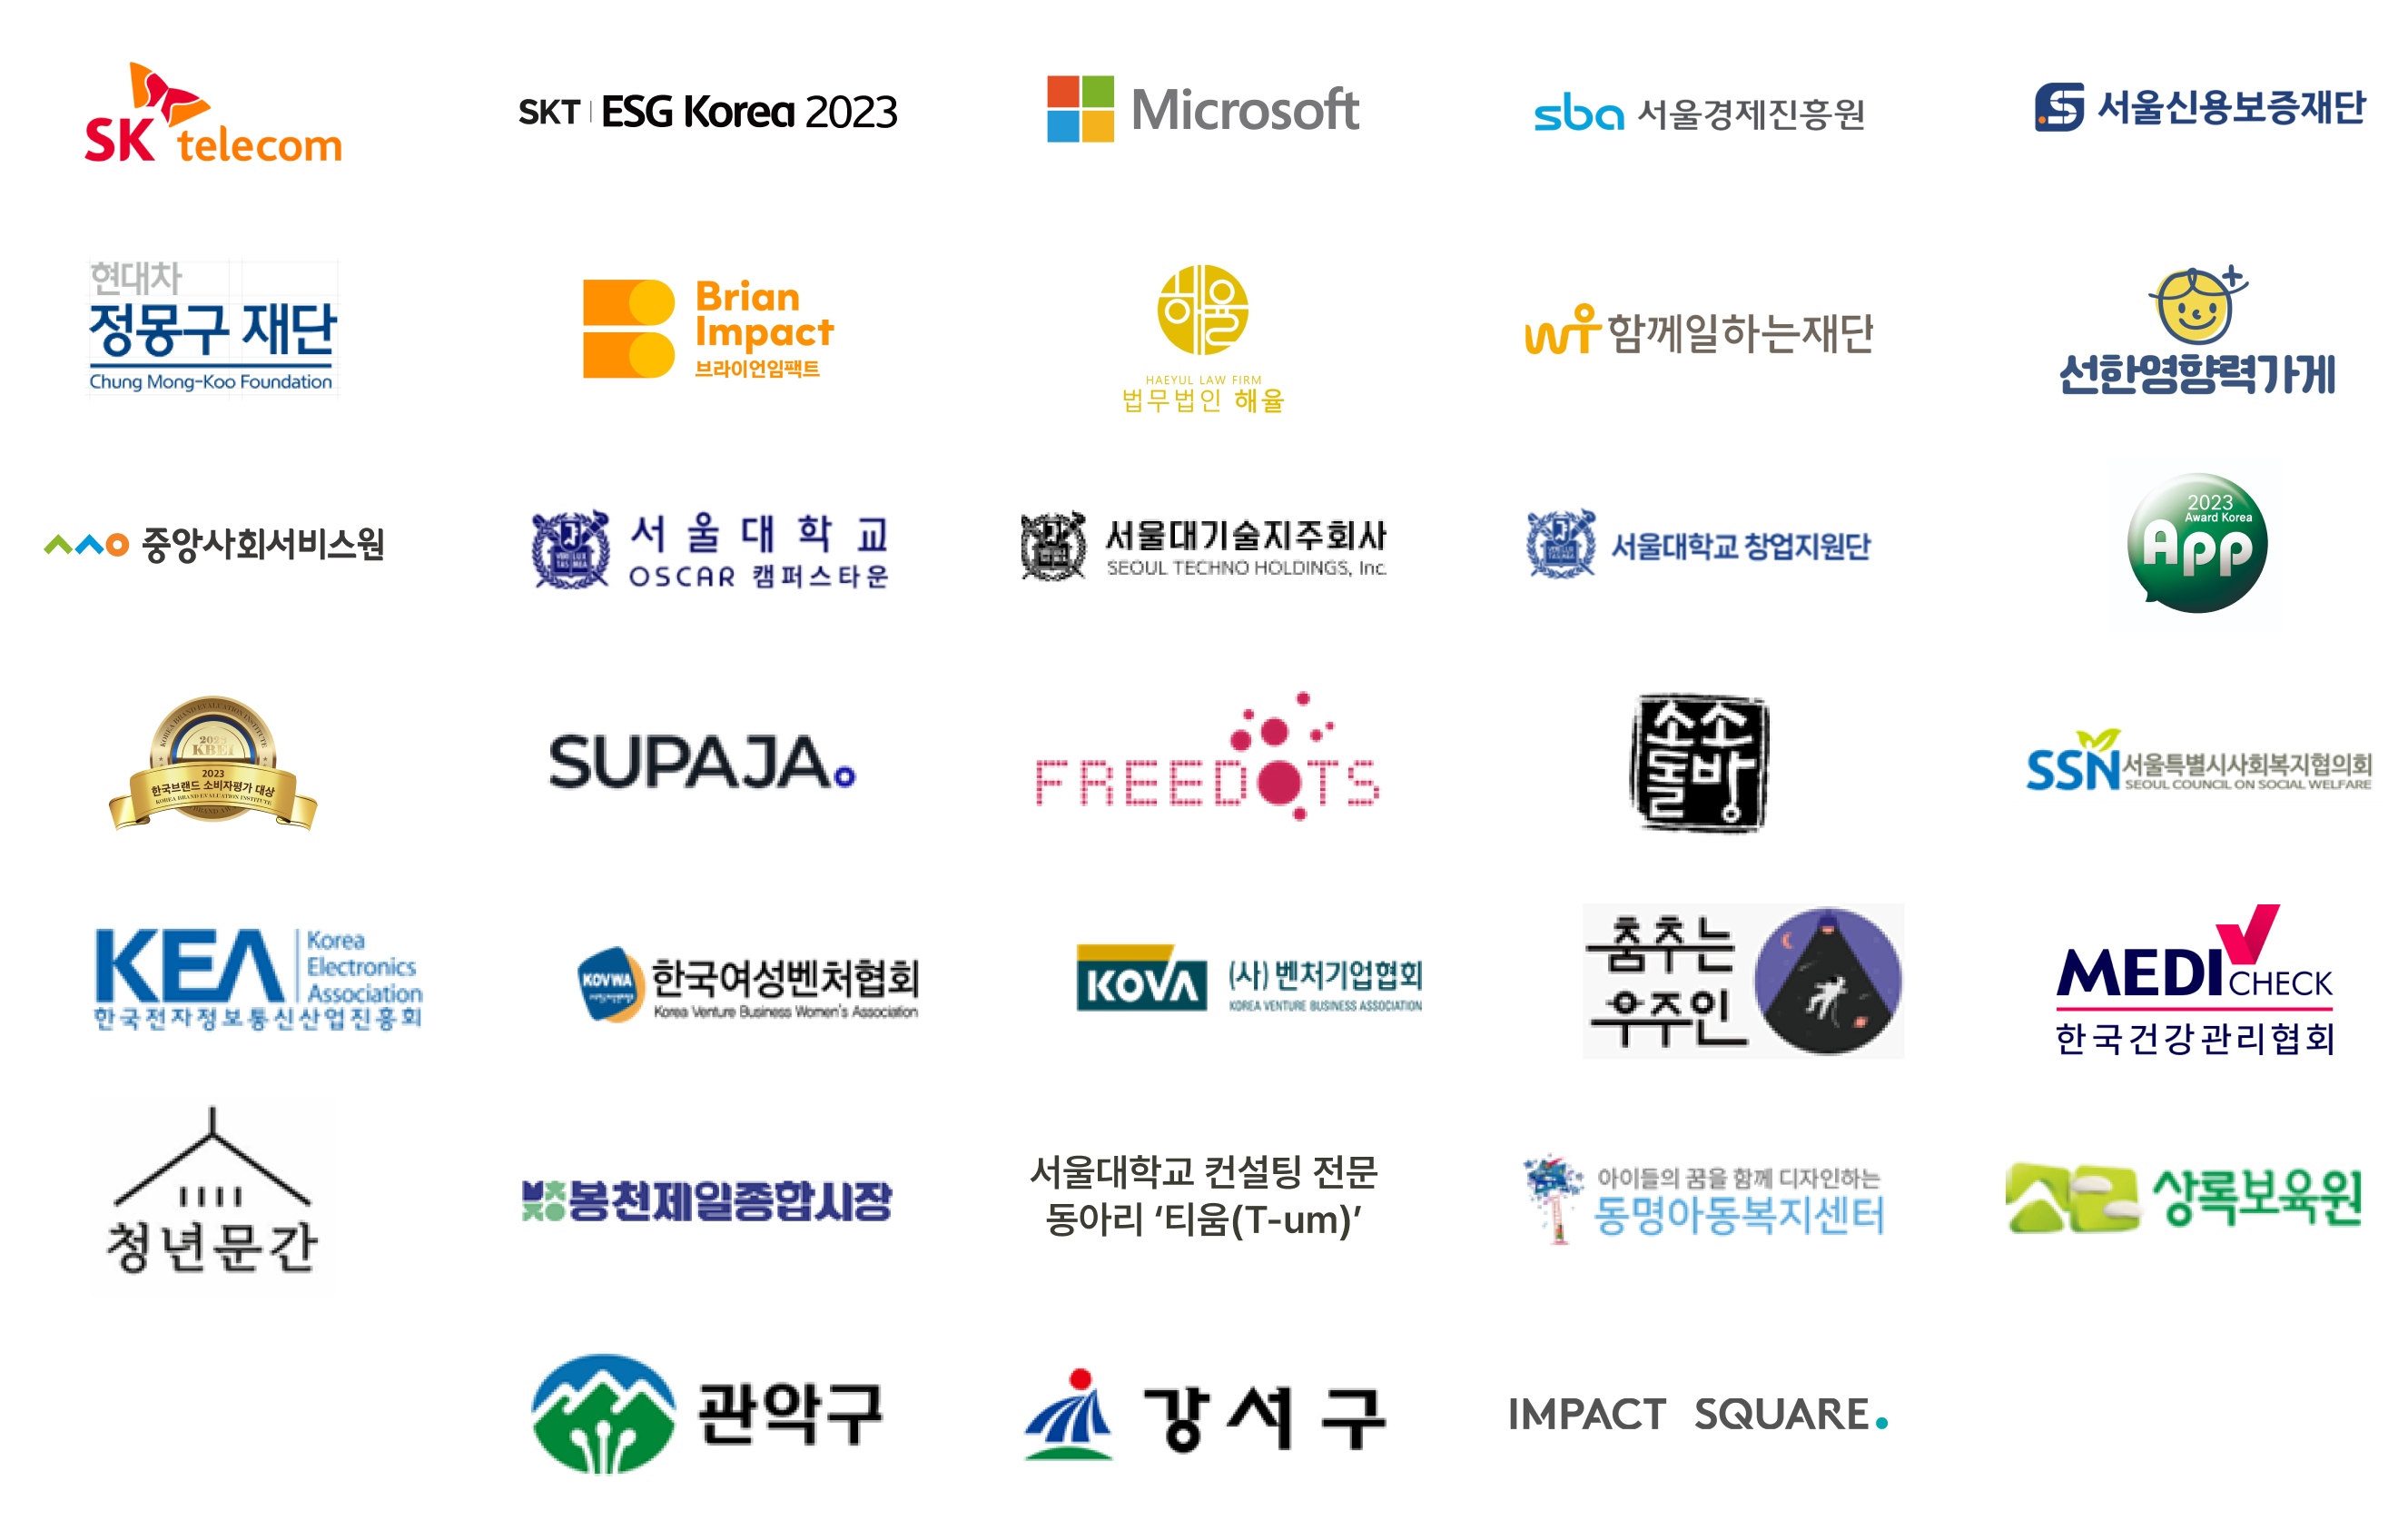 SK telecom
SKT | ESG Korea 2023
Microsoft
sba 서울경제진흥원
서울신용보증재단
현대차
정몽구 재단
Chung Mong-Koo Foundation
Brian
Impact
브라이언임팩트
해율
HAEYUL LAW FIRM
법무법인 해율
함께일하는재단
선한영향력가게
중앙사회서비스원
서울대학교
OSCAR 캠퍼스타운
서울대기술지주회사
SEOUL TECHNO HOLDINGS, Inc.
서울대학교 창업지원단
2023
Award Korea
App
KOREA BRAND EVALUATION INSTITUTE
2023
KBEI
2023
한국브랜드 소비자평가 대상
KOREA BRAND EVALUATION INSTITUTE
SUPAJA
FREEDOTS
소소
돌방
SSN 서울특별시사회복지협의회
SEOUL COUNCIL ON SOCIAL WELFARE
KEA Korea
Electronics
Association
한국전자정보통신산업진흥회
KOVWA 한국여성벤처협회
Korea Venture Business Women's Association
KOVA (사)벤처기업협회
KOREA VENTURE BUSINESS ASSOCIATION
춤추는
우주인
MEDI CHECK
한국건강관리협회
청년문간
봉천제일종합시장
서울대학교 컨설팅 전문
동아리 ‘티움(T-um)’
아이들의 꿈을 함께 디자인하는
동명아동복지센터
상록보육원
관악구
강서구
IMPACT SQUARE.